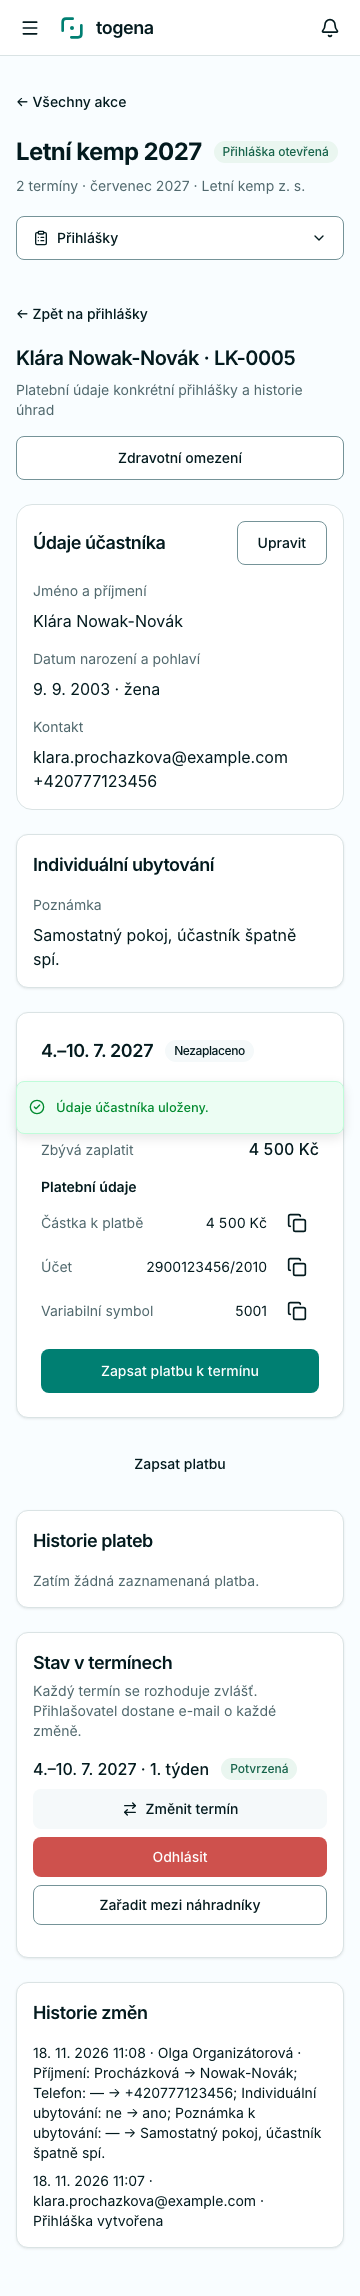 togena
← Všechny akce
Letní kemp 2027 Přihláška otevřená
2 termíny · červenec 2027 · Letní kemp z. s.
Přihlášky
← Zpět na přihlášky
Klára Nowak-Novák · LK-0005
Platební údaje konkrétní přihlášky a historie
úhrad
Zdravotní omezení
Údaje účastníka Upravit
Jméno a příjmení
Klára Nowak-Novák
Datum narození a pohlaví
9. 9. 2003 · žena
Kontakt
klara.prochazkova@example.com
+420777123456
Individuální ubytování
Poznámka
Samostatný pokoj, účastník špatně
spí.
4.–10. 7. 2027 Nezaplaceno
Údaje účastníka uloženy.
Zbývá zaplatit 4 500 Kč
Platební údaje
Částka k platbě 4 500 Kč
Účet 2900123456/2010
Variabilní symbol 5001
Zapsat platbu k termínu
Zapsat platbu
Historie plateb
Zatím žádná zaznamenaná platba.
Stav v termínech
Každý termín se rozhoduje zvlášť.
Přihlašovatel dostane e-mail o každé
změně.
4.–10. 7. 2027 · 1. týden Potvrzená
Změnit termín
Odhlásit
Zařadit mezi náhradníky
Historie změn
18. 11. 2026 11:08 · Olga Organizátorová ·
Příjmení: Procházková → Nowak-Novák;
Telefon: — → +420777123456; Individuální
ubytování: ne → ano; Poznámka k
ubytování: — → Samostatný pokoj, účastník
špatně spí.
18. 11. 2026 11:07 ·
klara.prochazkova@example.com ·
Přihláška vytvořena